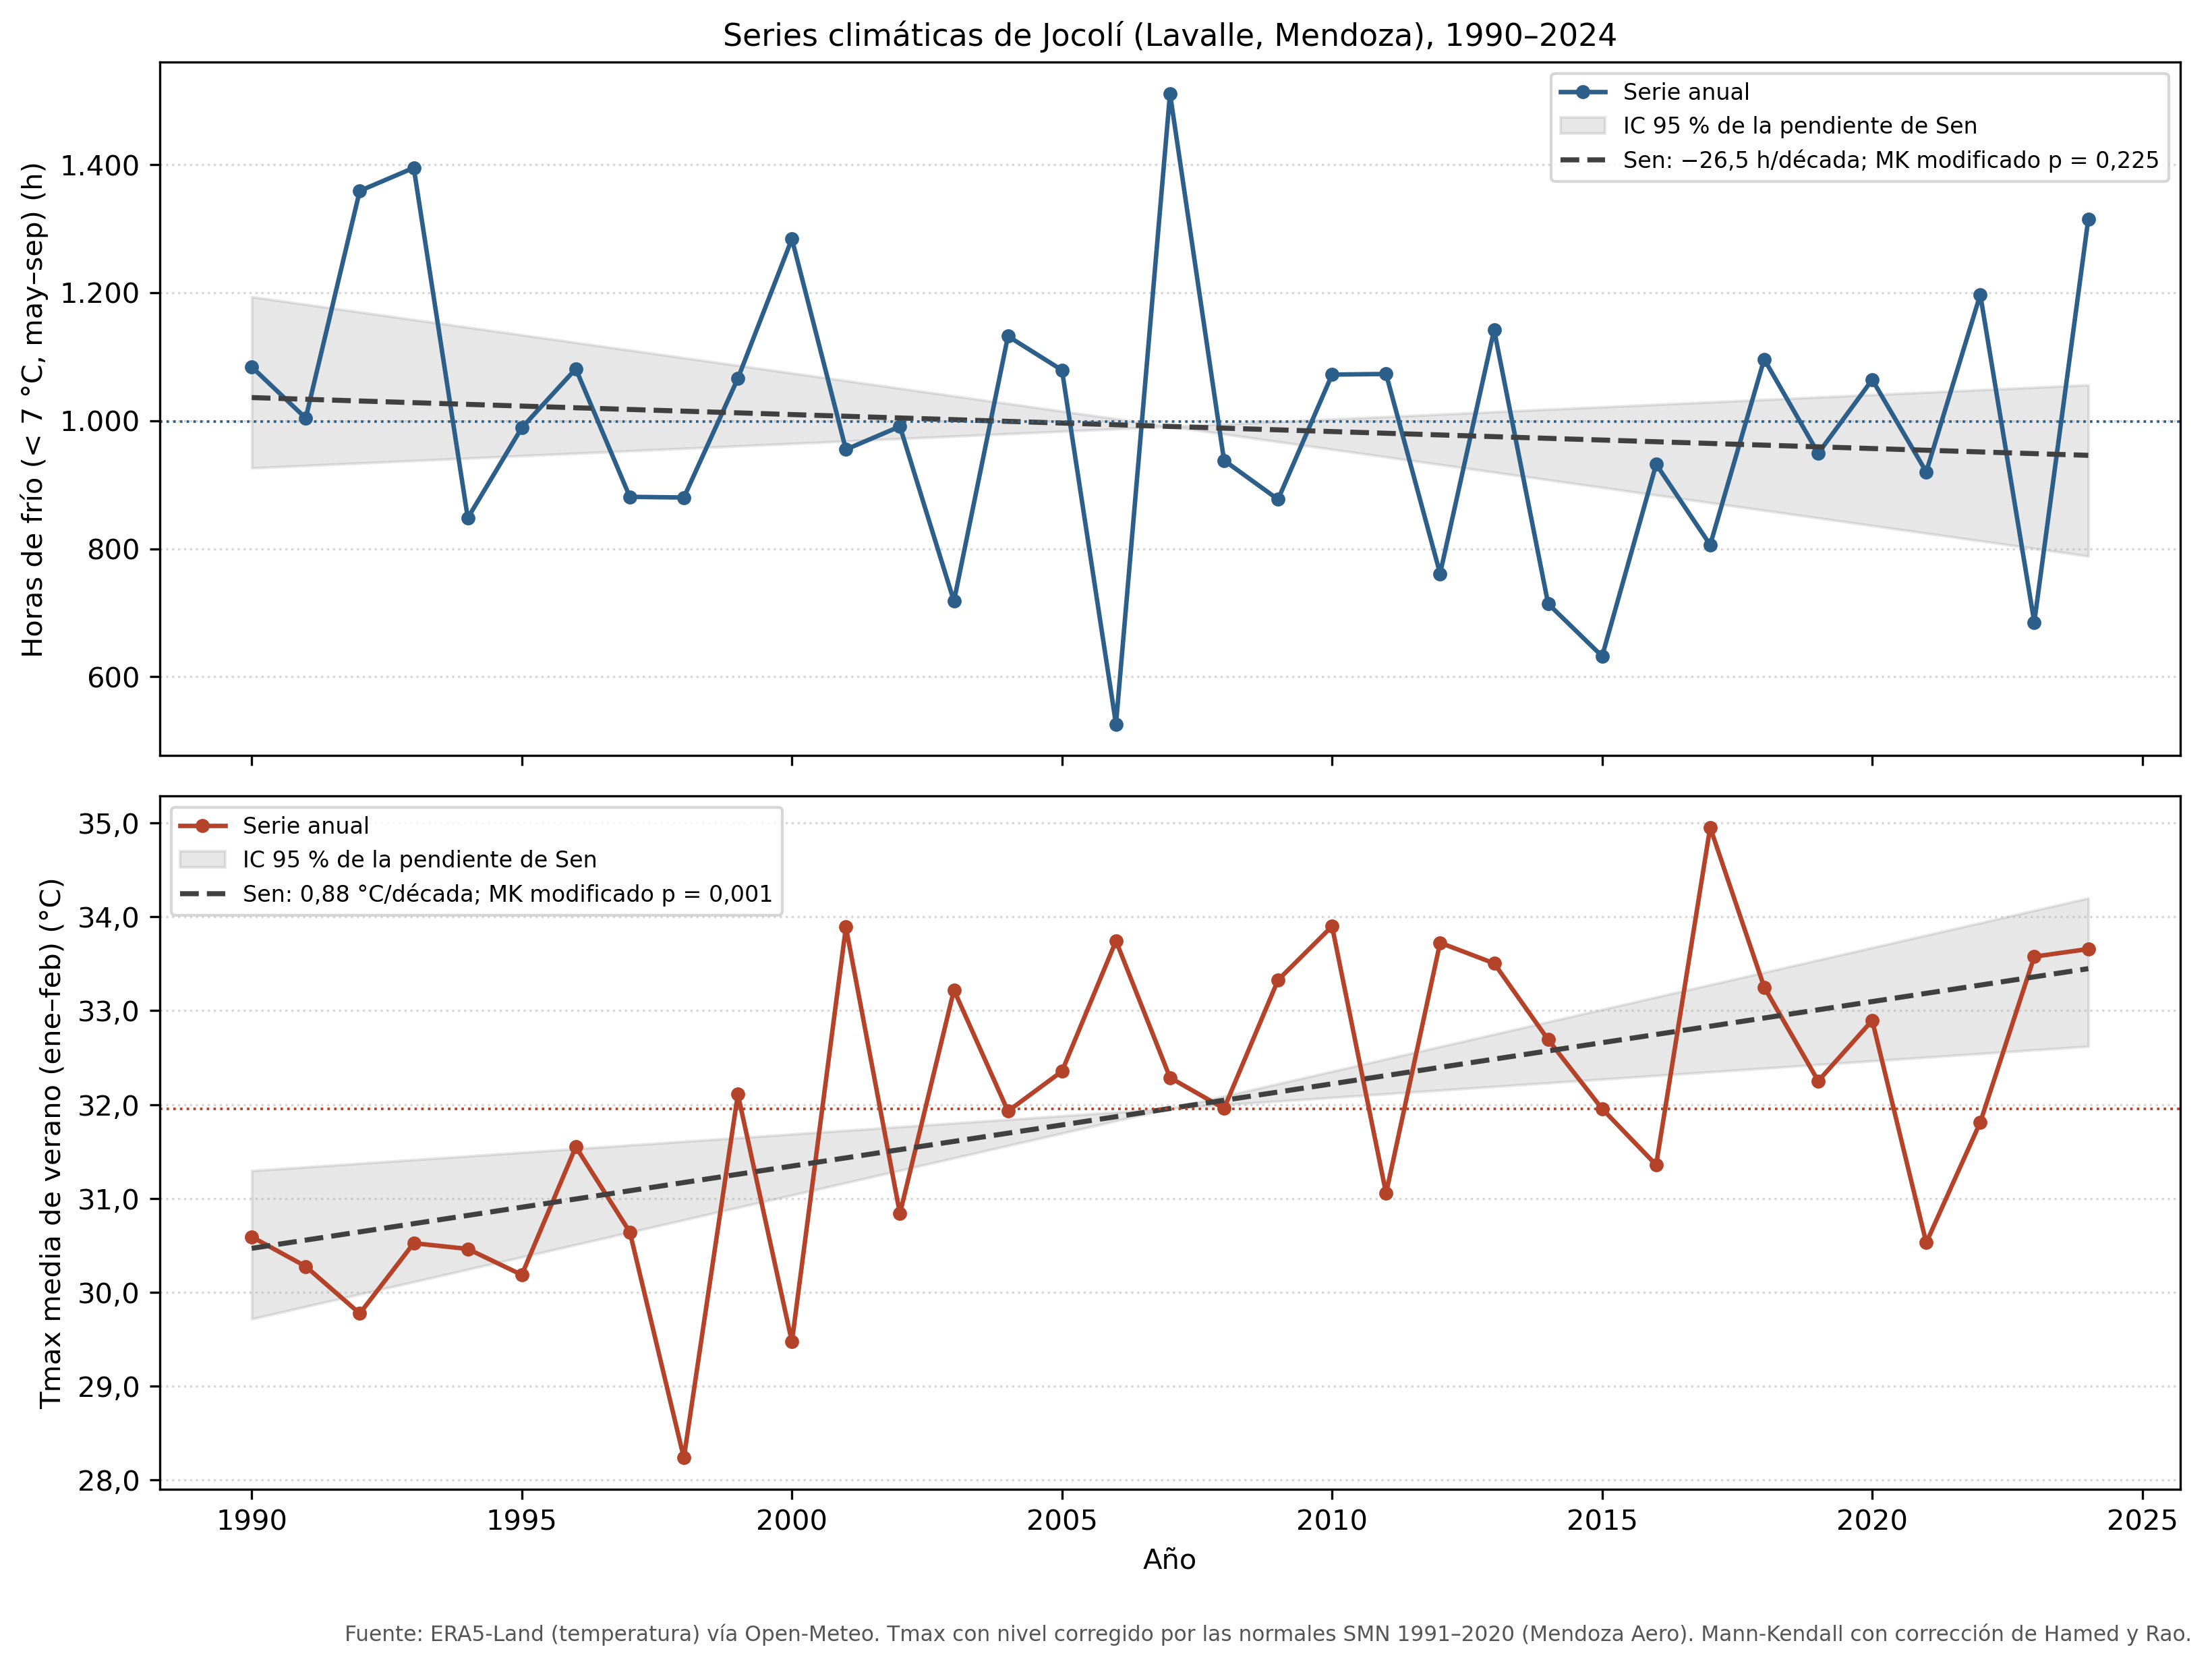 Series climáticas de Jocolí (Lavalle, Mendoza), 1990–2024
Horas de frío (< 7 °C, may–sep) (h)
1.400
1.200
1.000
800
600
Serie anual
IC 95 % de la pendiente de Sen
Sen: −26,5 h/década; MK modificado p = 0,225
Tmax media de verano (ene–feb) (°C)
35,0
34,0
33,0
32,0
31,0
30,0
29,0
28,0
Serie anual
IC 95 % de la pendiente de Sen
Sen: 0,88 °C/década; MK modificado p = 0,001
1990 1995 2000 2005 2010 2015 2020 2025
Año
Fuente: ERA5-Land (temperatura) vía Open-Meteo. Tmax con nivel corregido por las normales SMN 1991–2020 (Mendoza Aero). Mann-Kendall con corrección de Hamed y Rao.